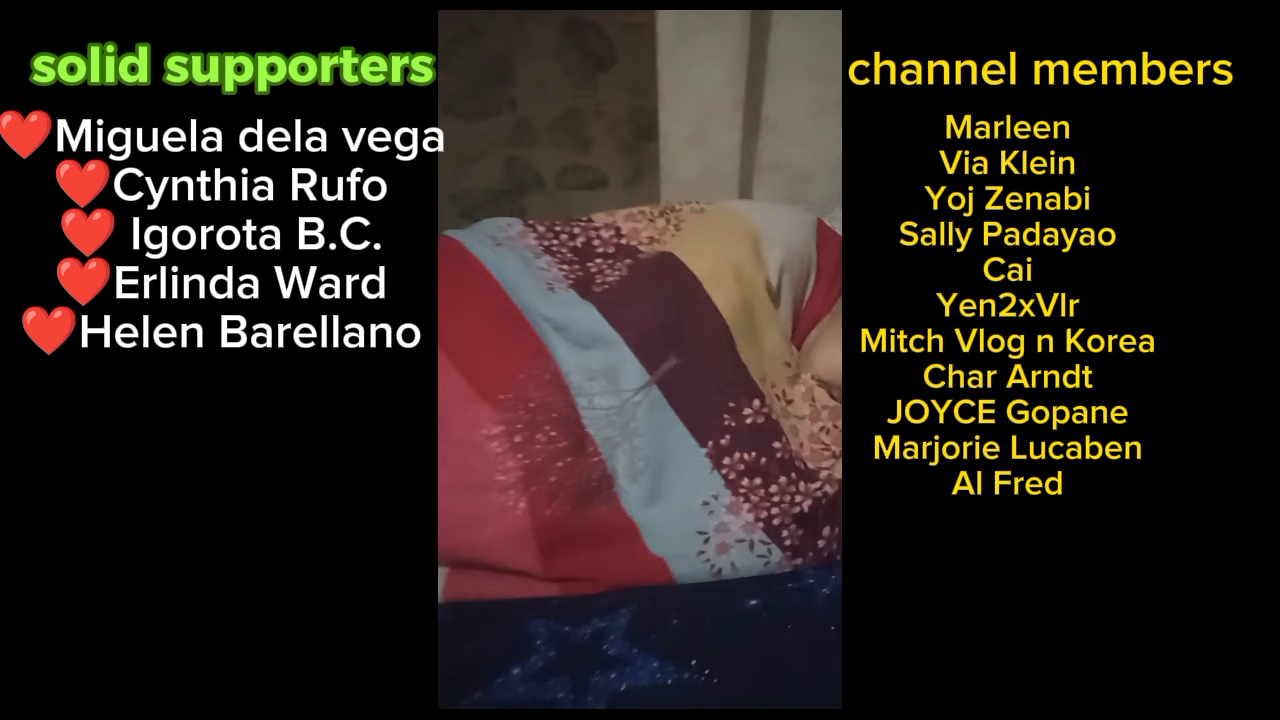 solid supporters
❤️Miguela dela vega
❤️Cynthia Rufo
❤️ Igorota B.C.
❤️Erlinda Ward
❤️Helen Barellano
channel members
Marleen
Via Klein
Yoj Zenabi
Sally Padayao
Cai
Yen2xVlr
Mitch Vlog n Korea
Char Arndt
JOYCE Gopane
Marjorie Lucaben
Al Fred